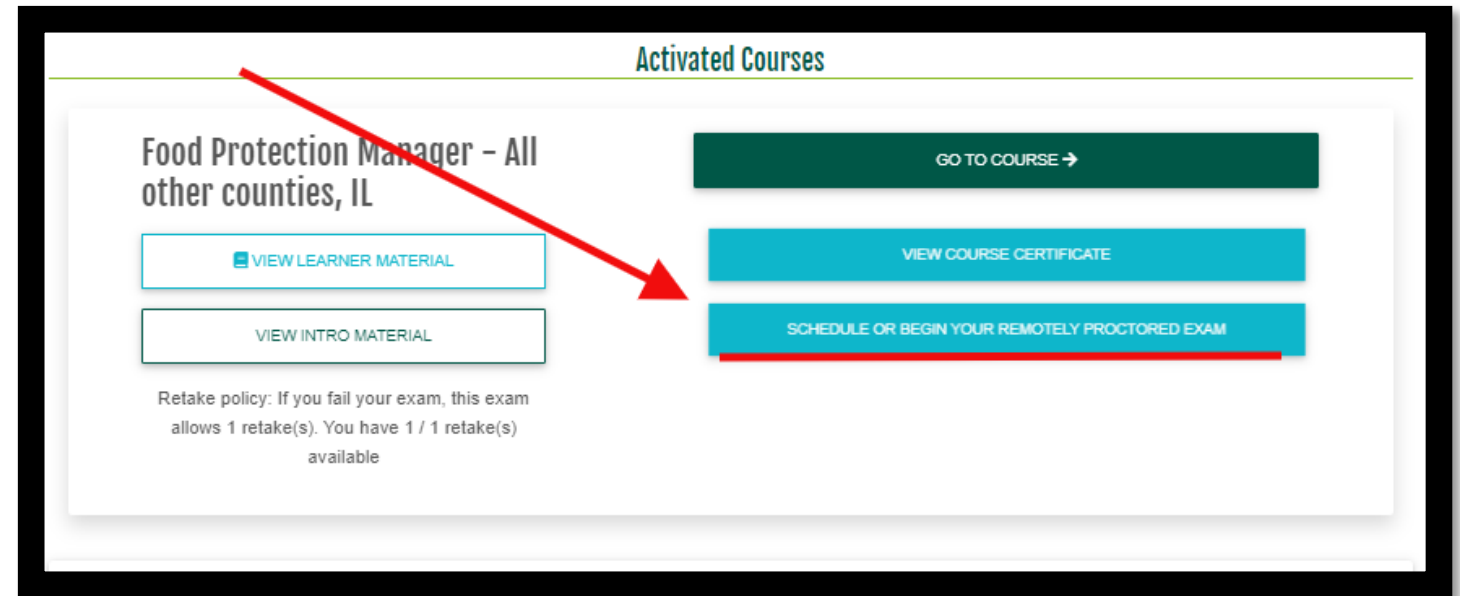 Activated Courses
Food Protection Manager – All
other counties, IL
VIEW LEARNER MATERIAL
VIEW INTRO MATERIAL
Retake policy: If you fail your exam, this exam
allows 1 retake(s). You have 1 / 1 retake(s)
available
GO TO COURSE →
VIEW COURSE CERTIFICATE
SCHEDULE OR BEGIN YOUR REMOTELY PROCTORED EXAM